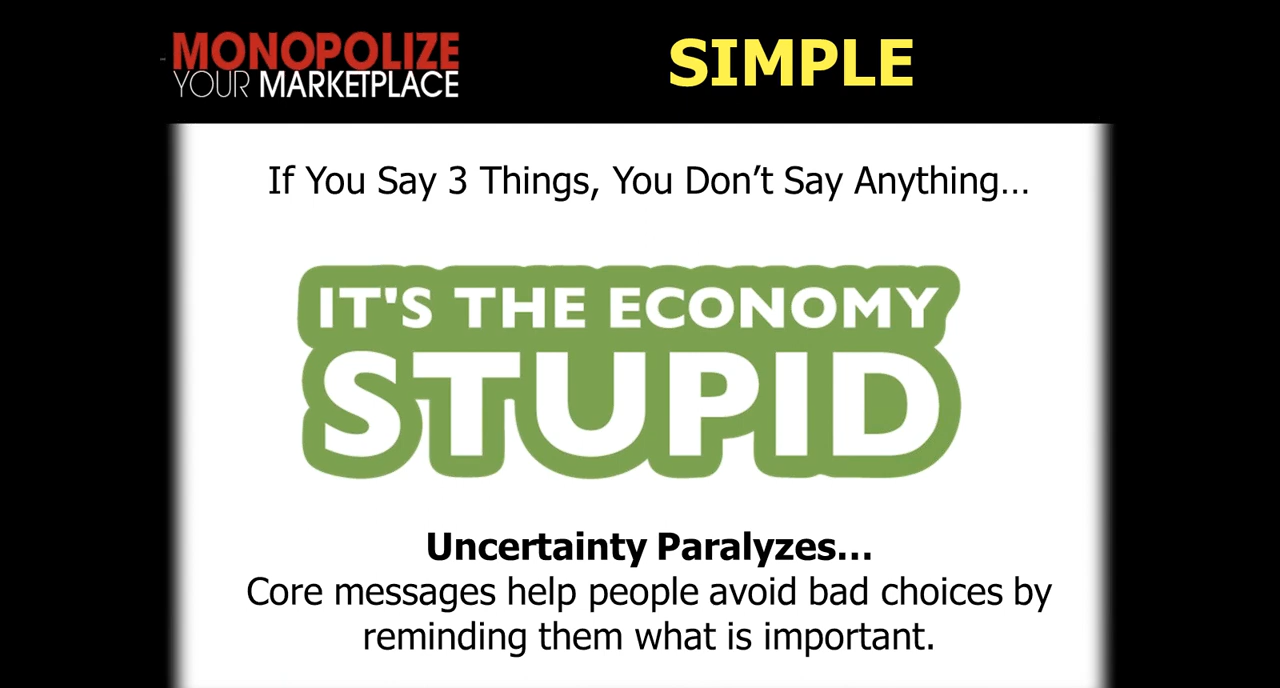 MONOPOLIZE
YOUR MARKETPLACE
SIMPLE
If You Say 3 Things, You Don’t Say Anything…
IT'S THE ECONOMY
STUPID
Uncertainty Paralyzes…
Core messages help people avoid bad choices by
reminding them what is important.